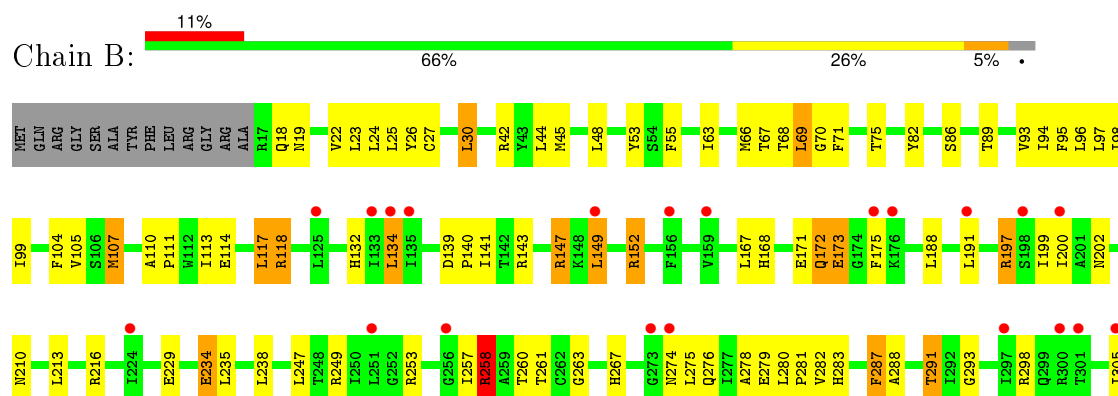 11%
Chain B:
66% 26% 5% •
MET GLN ARG GLY SER ALA TYR PHE LEU ARG GLY ARG ALA R17 Q18 N19 V22 L23 L24 L25 Y26 C27 L30 R42 Y43 L44 M45 L48 Y53 S54 F55 I63 M66 T67 T68 L69 G70 F71 T75 Y82 S86 T89 V93 I94 F95 L96 L97
I99 F104 V105 S106 M107 A110 P111 W112 I113 E114 L117 R118 L125 H132 I133 L134 I135 D139 P140 I141 T142 R143 R147 K148 L149 R152 F156 V159 L167 H168 E171 Q172 E173 G174 F175 K176 L188 L191 R197 S198 I199 I200 A201 N202
N210 L213 R216 I224 E229 E234 L235 L238 L247 T248 R249 I250 L251 G252 R253 G256 I257 R258 A259 T260 T261 C262 G263 H267 G273 N274 L275 Q276 I277 A278 E279 L280 P281 V282 H283 F287 A288 T291 I292 G293 I297 R298 Q299 R300 T301